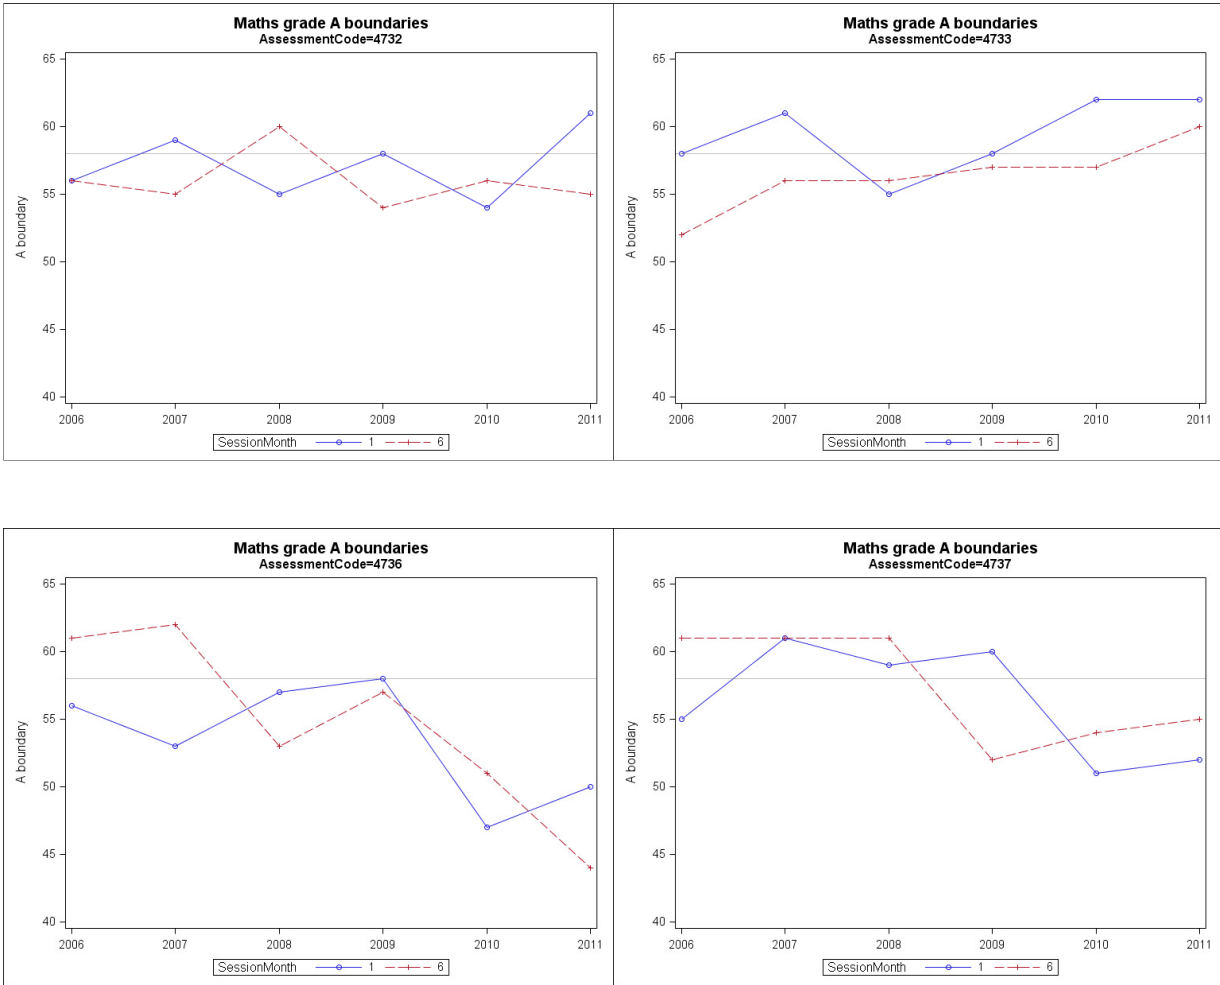 Maths grade A boundaries
AssessmentCode=4732
65
60
55
50
45
40
A boundary
2006 2007 2008 2009 2010 2011
SessionMonth 1 6
Maths grade A boundaries
AssessmentCode=4733
65
60
55
50
45
40
A boundary
2006 2007 2008 2009 2010 2011
SessionMonth 1 6
Maths grade A boundaries
AssessmentCode=4736
65
60
55
50
45
40
A boundary
2006 2007 2008 2009 2010 2011
SessionMonth 1 6
Maths grade A boundaries
AssessmentCode=4737
65
60
55
50
45
40
A boundary
2006 2007 2008 2009 2010 2011
SessionMonth 1 6